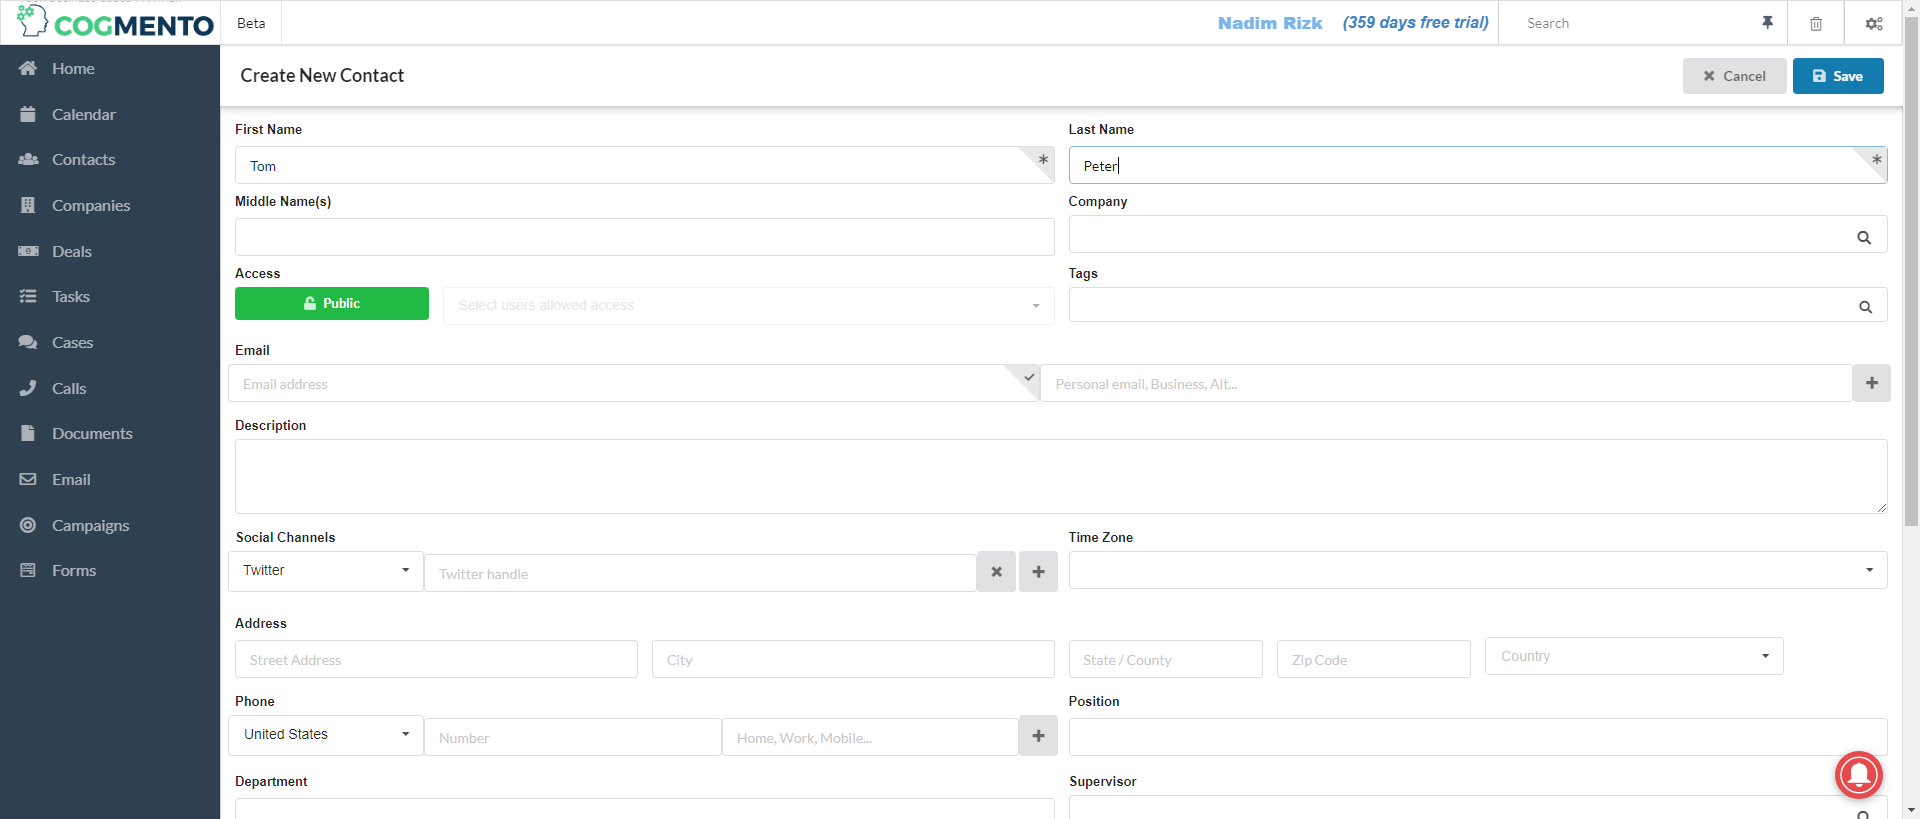 COGMENTO
Beta
Nadim Rizk
(359 days free trial)
Search
Home
Calendar
Contacts
Companies
Deals
Tasks
Cases
Calls
Documents
Email
Campaigns
Forms
Create New Contact
Cancel
Save
First Name
Last Name
Tom
Peter
Middle Name(s)
Company
Access
Tags
Public
Select users allowed access
Email
Email address
Personal email, Business, Alt...
Description
Social Channels
Time Zone
Twitter
Twitter handle
Address
Street Address
City
State / County
Zip Code
Country
Phone
Position
United States
Number
Home, Work, Mobile...
Department
Supervisor